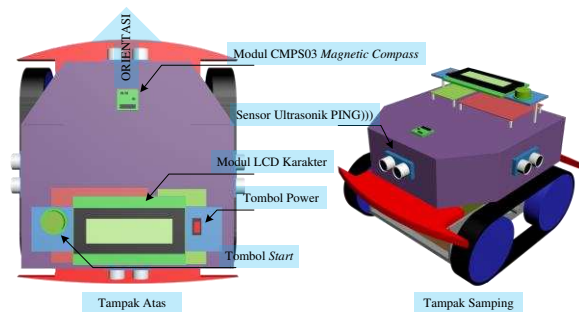 ORIENTASI
Modul CMPS03 Magnetic Compass
Sensor Ultrasonik PING)))
Modul LCD Karakter
Tombol Power
Tombol Start
Tampak Atas
Tampak Samping